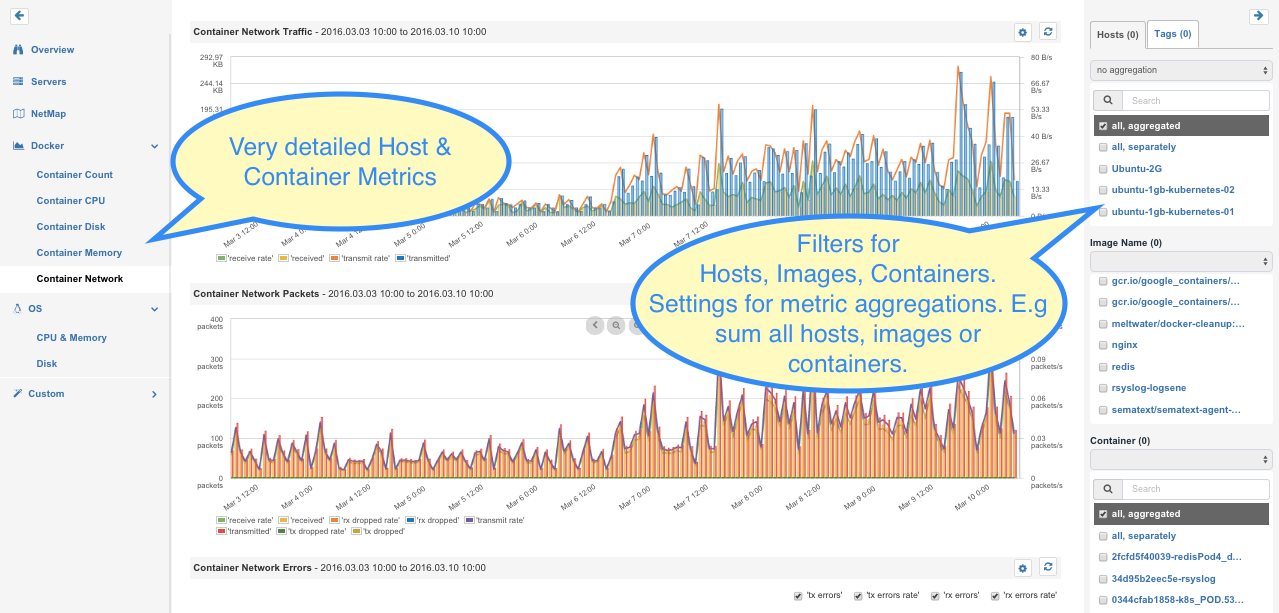 Overview
Servers
NetMap
Docker
Container Count
Container CPU
Container Disk
Container Memory
Container Network
OS
CPU & Memory
Disk
Custom
Container Network Traffic - 2016.03.03 10:00 to 2016.03.10 10:00
292.97 KB
244.14 KB
195.31
80 B/s
66.67 B/s
53.33 B/s
40 B/s
26.67 B/s
13.33 B/s
Very detailed Host &
Container Metrics
Mar 3 12:00
Mar 4 12:00
Mar 5 0:00
Mar 5 12:00
Mar 6 0:00
Mar 6 12:00
Mar 7 0:00
Mar 7 12:00
'receive rate' 'received' 'transmit rate' 'transmitted'
Filters for
Hosts, Images, Containers.
Settings for metric aggregations. E.g
sum all hosts, images or
containers.
Container Network Packets - 2016.03.03 10:00 to 2016.03.10 10:00
400 packets
300 packets
200 packets
100 packets
0 packets
0.09 packets/s
0.06 packets/s
0.03 packets/s
0 packets/s
Mar 3 12:00
Mar 4 0:00
Mar 4 12:00
Mar 5 0:00
Mar 5 12:00
Mar 6 0:00
Mar 6 12:00
Mar 7 0:00
Mar 7 12:00
Mar 8 0:00
Mar 8 12:00
Mar 9 0:00
Mar 9 12:00
Mar 10 0:00
'receive rate' 'received' 'rx dropped rate' 'rx dropped' 'transmit rate'
'transmitted' 'tx dropped rate' 'tx dropped'
Container Network Errors - 2016.03.03 10:00 to 2016.03.10 10:00
'tx errors' 'tx errors rate' 'rx errors' 'rx errors rate'
Hosts (0) Tags (0)
no aggregation
Search
all, aggregated
all, separately
Ubuntu-2G
ubuntu-1gb-kubernetes-02
ubuntu-1gb-kubernetes-01
Image Name (0)
gcr.io/google_containers/...
gcr.io/google_containers/...
meltwater/docker-cleanup:...
nginx
redis
rsyslog-logsene
sematext/sematext-agent-...
Container (0)
Search
all, aggregated
all, separately
2fcfd5f40039-redisPod4_d...
34d95b2eec5e-rsyslog
0344cfab1858-k8s_POD.53...